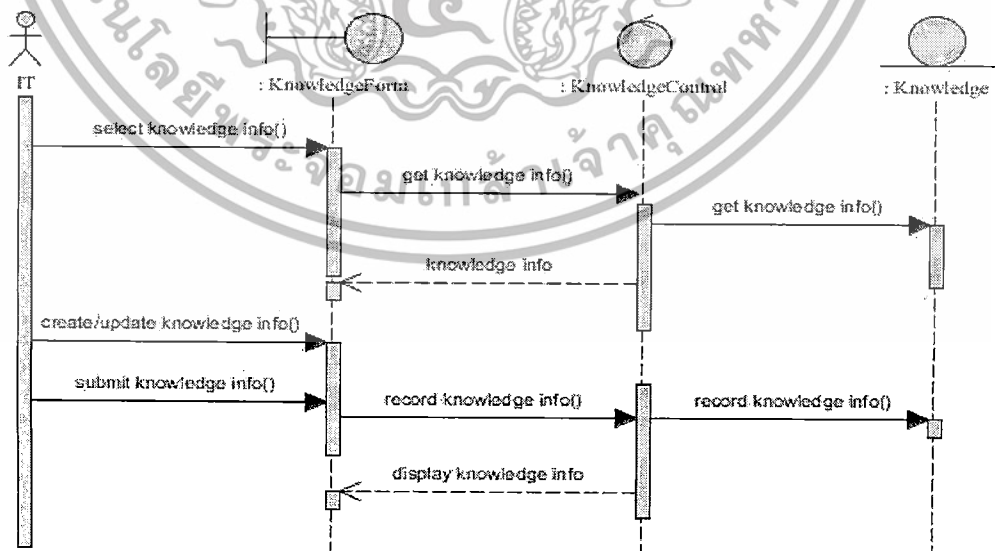 IT
: KnowledgeForm
: KnowledgeControl
: Knowledge
select knowledge info()
get knowledge info()
get knowledge info()
knowledge info
create/update knowledge info()
submit knowledge info()
record knowledge info()
record knowledge info()
display knowledge info